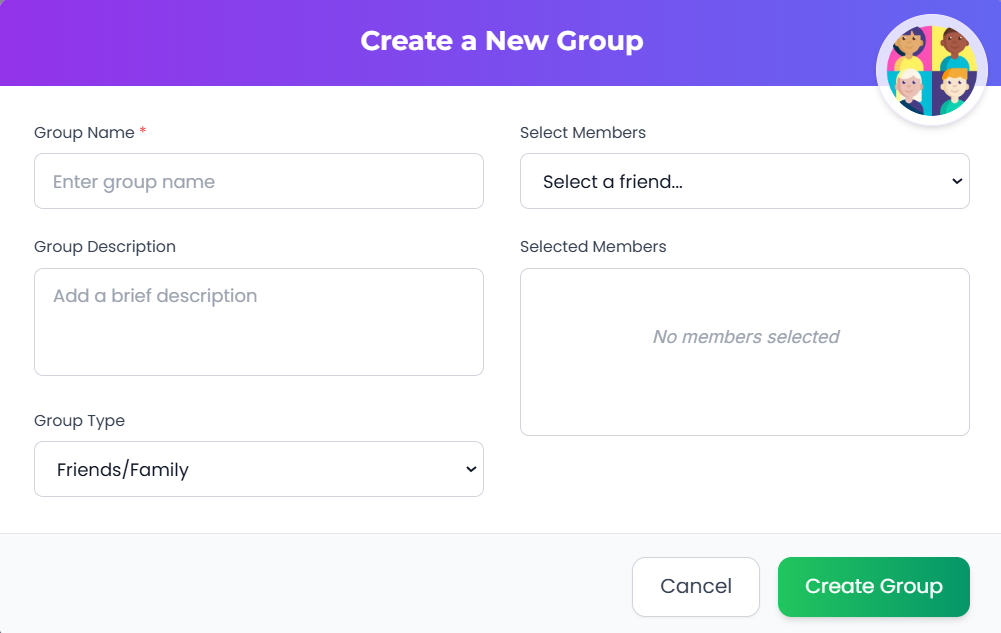 Create a New Group
Group Name *
Enter group name
Group Description
Add a brief description
Group Type
Friends/Family
Select Members
Select a friend...
Selected Members
No members selected
Cancel
Create Group